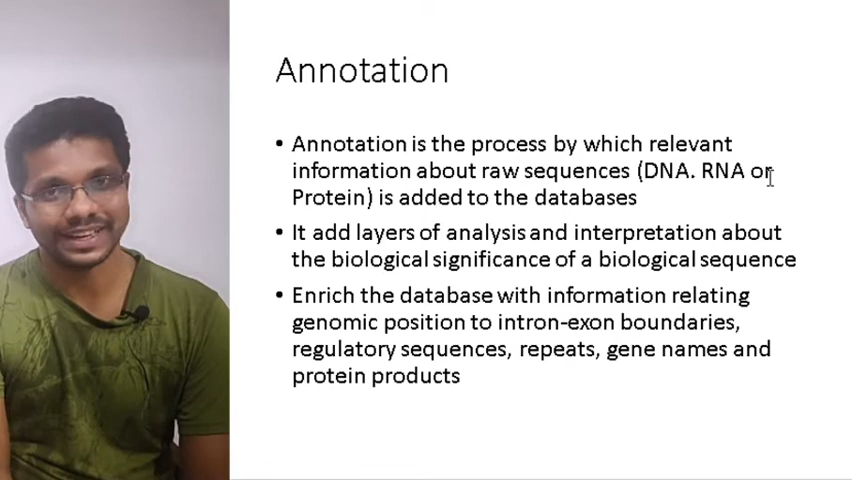 Annotation
• Annotation is the process by which relevant
information about raw sequences (DNA. RNA or
Protein) is added to the databases
• It add layers of analysis and interpretation about
the biological significance of a biological sequence
• Enrich the database with information relating
genomic position to intron-exon boundaries,
regulatory sequences, repeats, gene names and
protein products